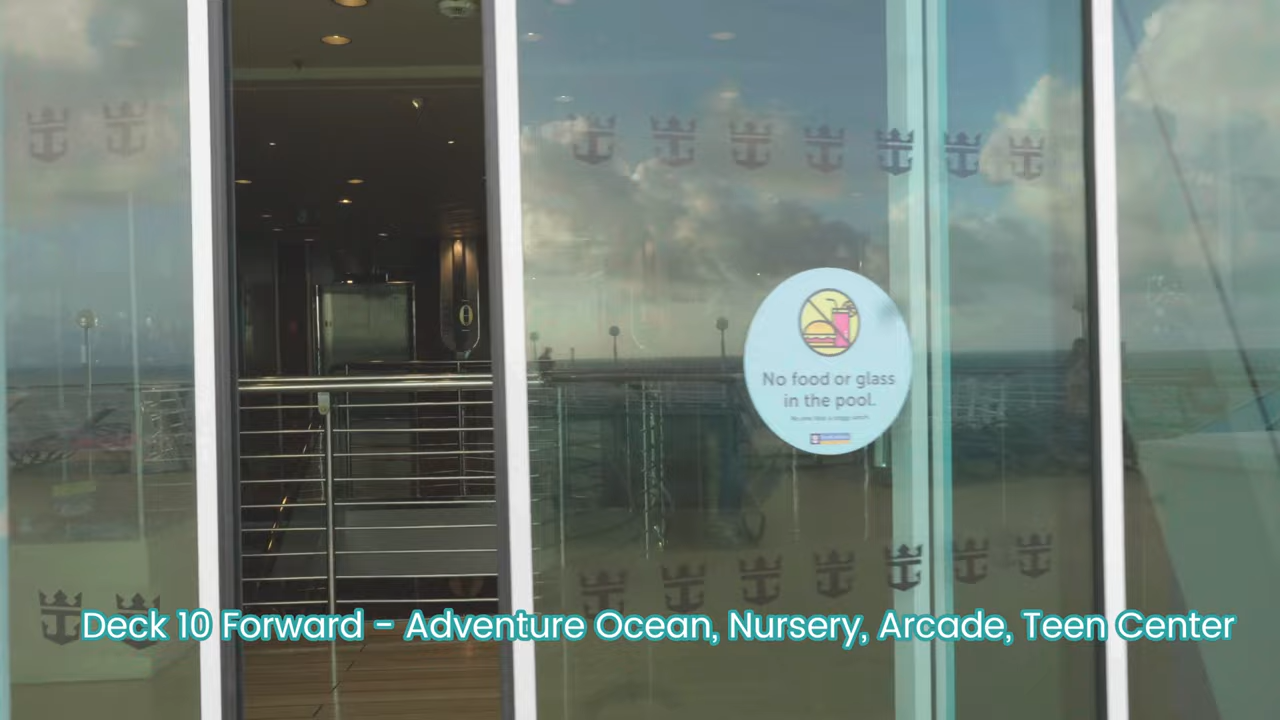 No food or glass
in the pool.
Deck 10 Forward - Adventure Ocean, Nursery, Arcade, Teen Center